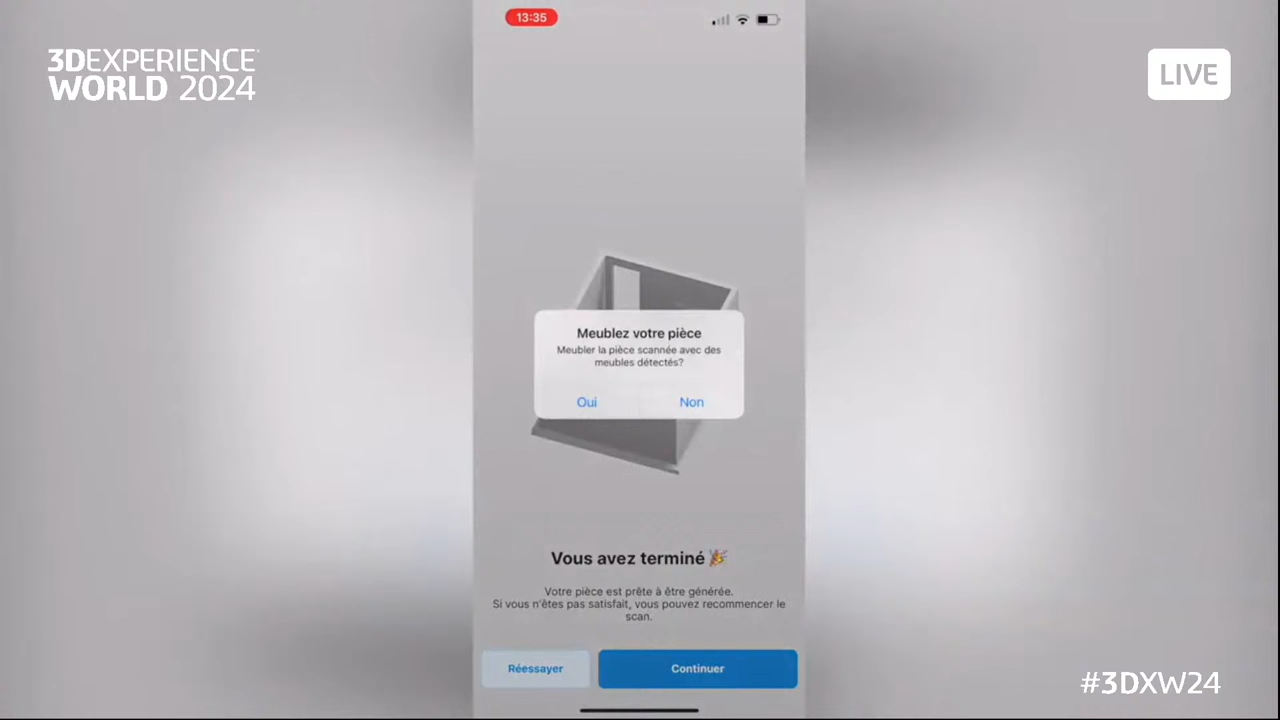 13:35
3DEXPERIENCE
WORLD 2024
LIVE
Meublez votre pièce
Meubler la pièce scannée avec des
meubles détectés?
Oui
Non
Vous avez terminé 🎉
Votre pièce est prête à être générée.
Si vous n'êtes pas satisfait, vous pouvez recommencer le
scan.
Réessayer
Continuer
#3DXW24